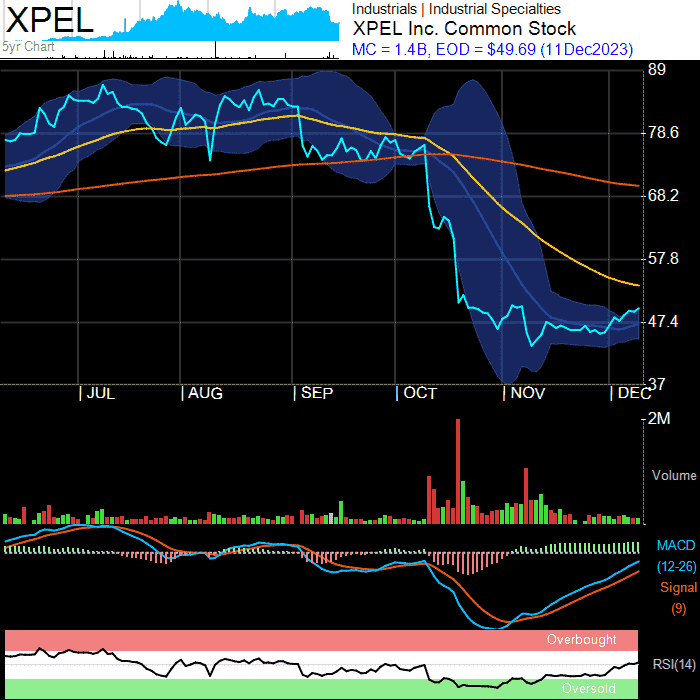 XPEL
5yr Chart
Industrials | Industrial Specialties
XPEL Inc. Common Stock
MC = 1.4B, EOD = $49.69 (11Dec2023)
89
78.6
68.2
57.8
47.4
37
JUL
AUG
SEP
OCT
NOV
DEC
2M
Volume
MACD
(12-26)
Signal
(9)
Overbought
RSI(14)
Oversold